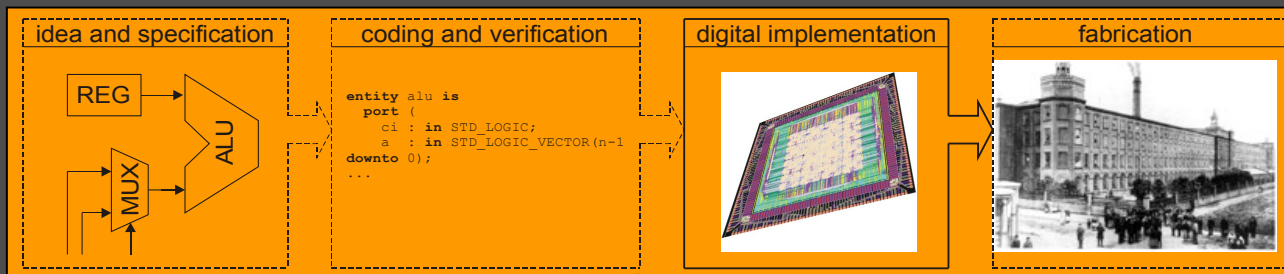 idea and specification
REG
ALU
MUX
coding and verification
entity alu is
port (
ci : in STD_LOGIC;
a : in STD_LOGIC_VECTOR(n-1
downto 0);
...
digital implementation
fabrication